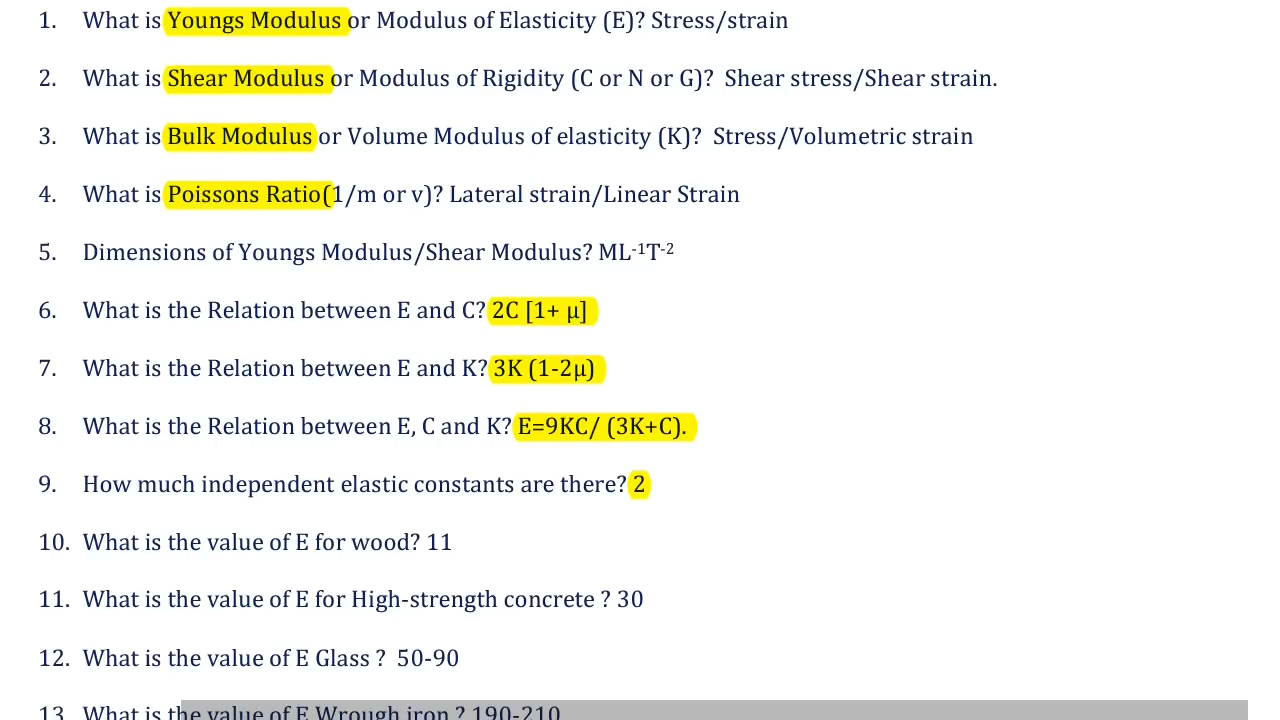 1. What is Youngs Modulus or Modulus of Elasticity (E)? Stress/strain
2. What is Shear Modulus or Modulus of Rigidity (C or N or G)? Shear stress/Shear strain.
3. What is Bulk Modulus or Volume Modulus of elasticity (K)? Stress/Volumetric strain
4. What is Poissons Ratio(1/m or v)? Lateral strain/Linear Strain
5. Dimensions of Youngs Modulus/Shear Modulus? ML⁻¹T⁻²
6. What is the Relation between E and C? 2C [1+ μ]
7. What is the Relation between E and K? 3K (1-2μ)
8. What is the Relation between E, C and K? E=9KC/ (3K+C).
9. How much independent elastic constants are there? 2
10. What is the value of E for wood? 11
11. What is the value of E for High-strength concrete ? 30
12. What is the value of E Glass ? 50-90
13. What is the value of E Wrough iron ? 190-210